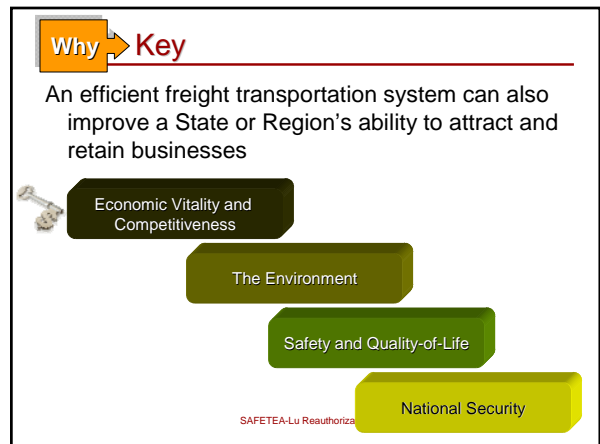 Why Key
An efficient freight transportation system can also
improve a State or Region's ability to attract and
retain businesses
Economic Vitality and
Competitiveness
The Environment
Safety and Quality-of-Life
National Security
SAFETEA-Lu Reauthoriza